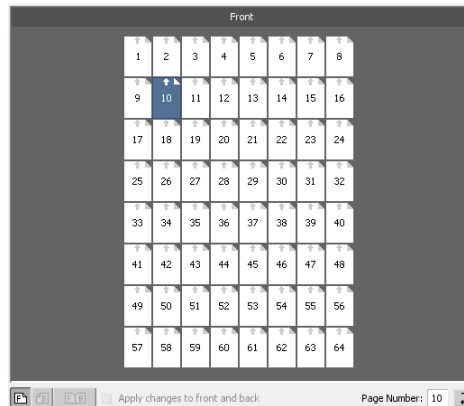 Front
1 2 3 4 5 6 7 8
9 10 11 12 13 14 15 16
17 18 19 20 21 22 23 24
25 26 27 28 29 30 31 32
33 34 35 36 37 38 39 40
41 42 43 44 45 46 47 48
49 50 51 52 53 54 55 56
57 58 59 60 61 62 63 64
F B F B Apply changes to front and back Page Number: 10